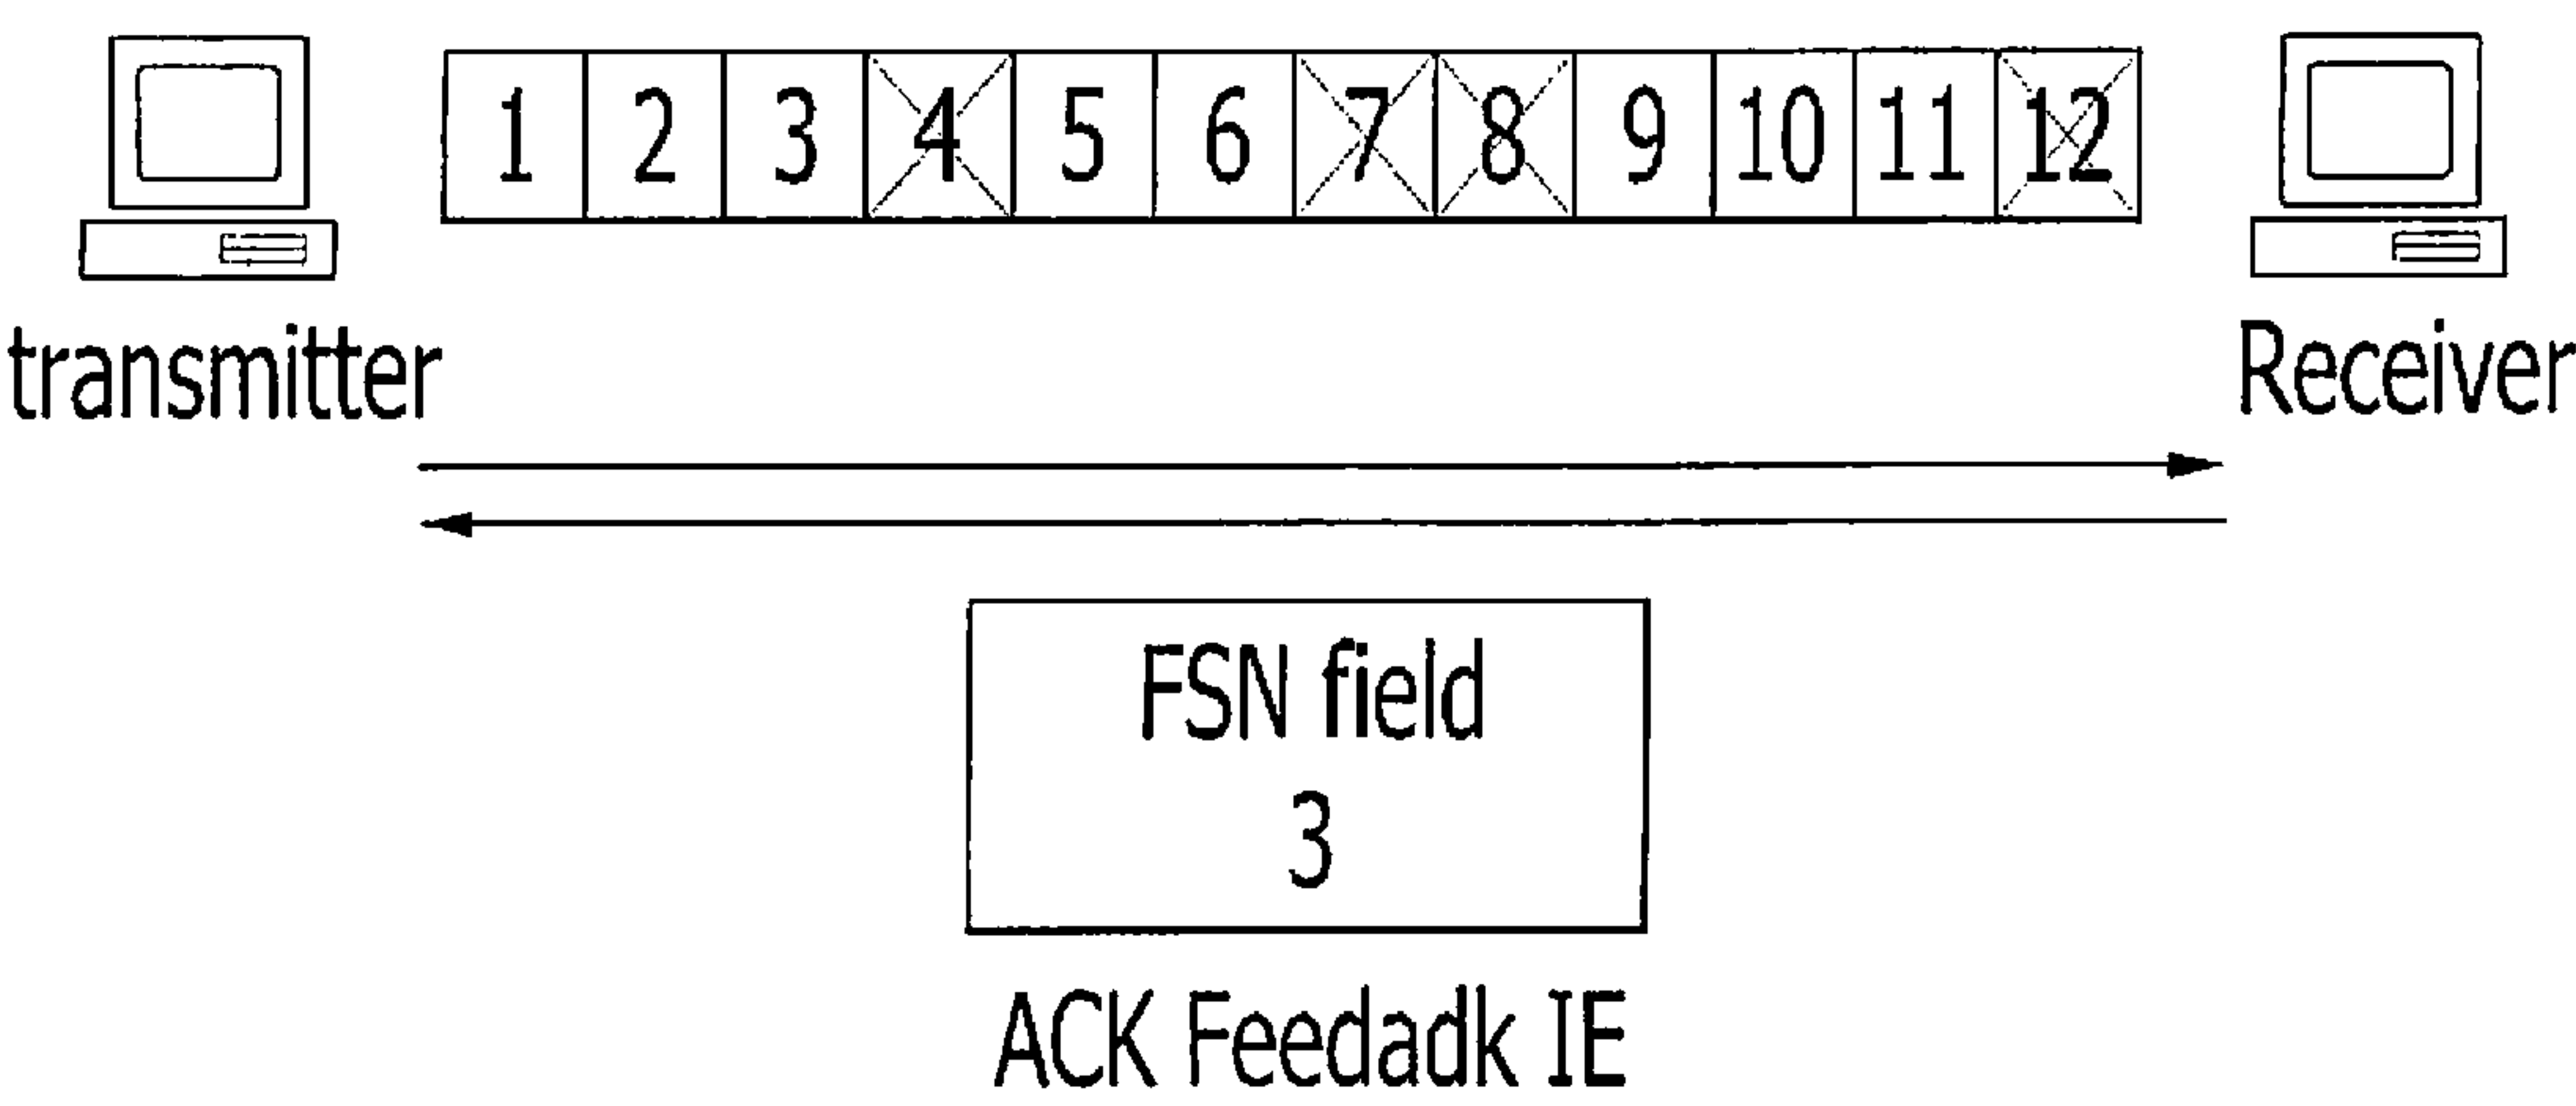 1 2 3 4 5 6 7 8 9 10 11 12
transmitter
Receiver
FSN field
3
ACK Feedadk IE